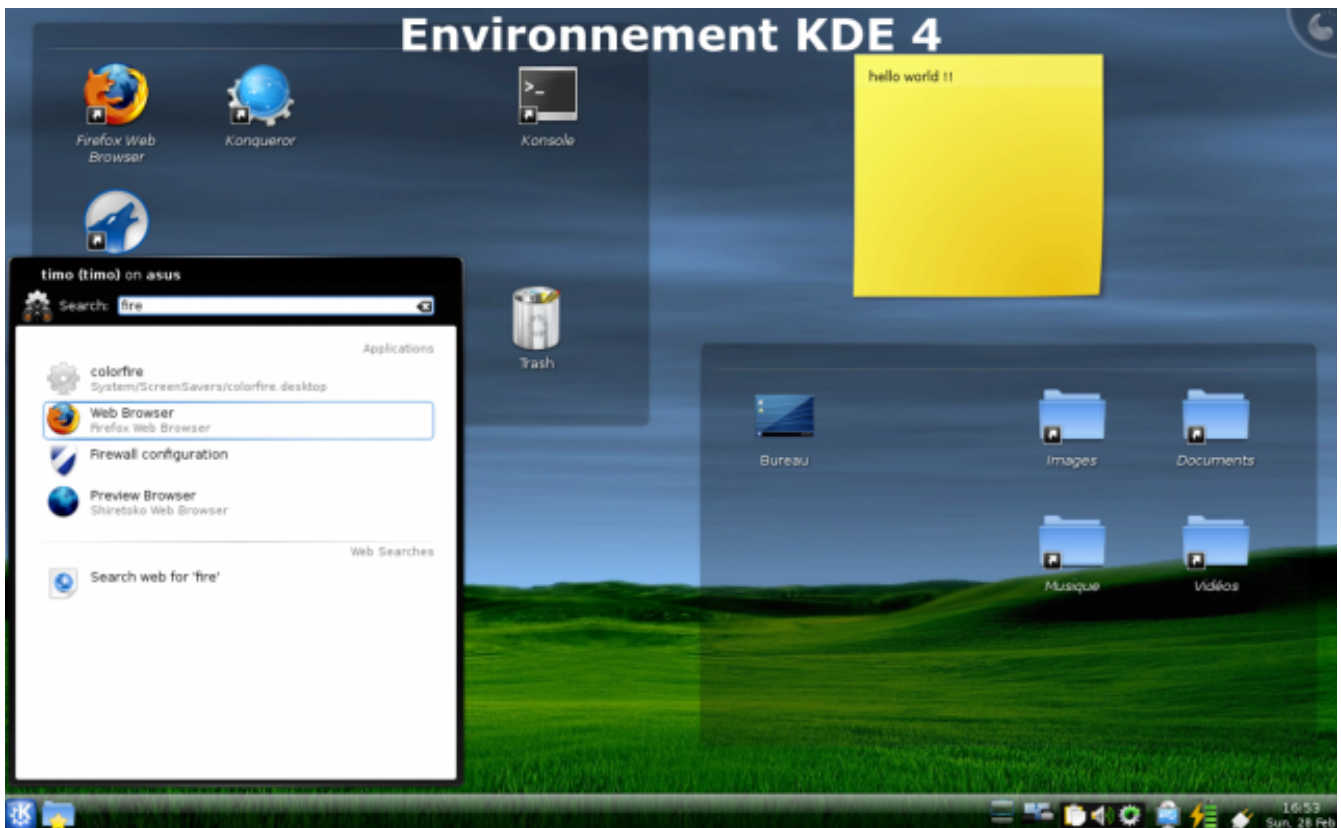 Environnement KDE 4
hello world !!
Firefox Web
Browser
Konqueror
Konsole
timo (timo) on asus
Search: fire
Applications
colorfire
System/ScreenSavers/colorfire.desktop
Web Browser
Firefox Web Browser
Firewall configuration
Preview Browser
Shiretoko Web Browser
Web Searches
Search web for 'fire'
Trash
Bureau
Images
Documents
Musique
Vidéos
16:53
Sun, 28 Feb